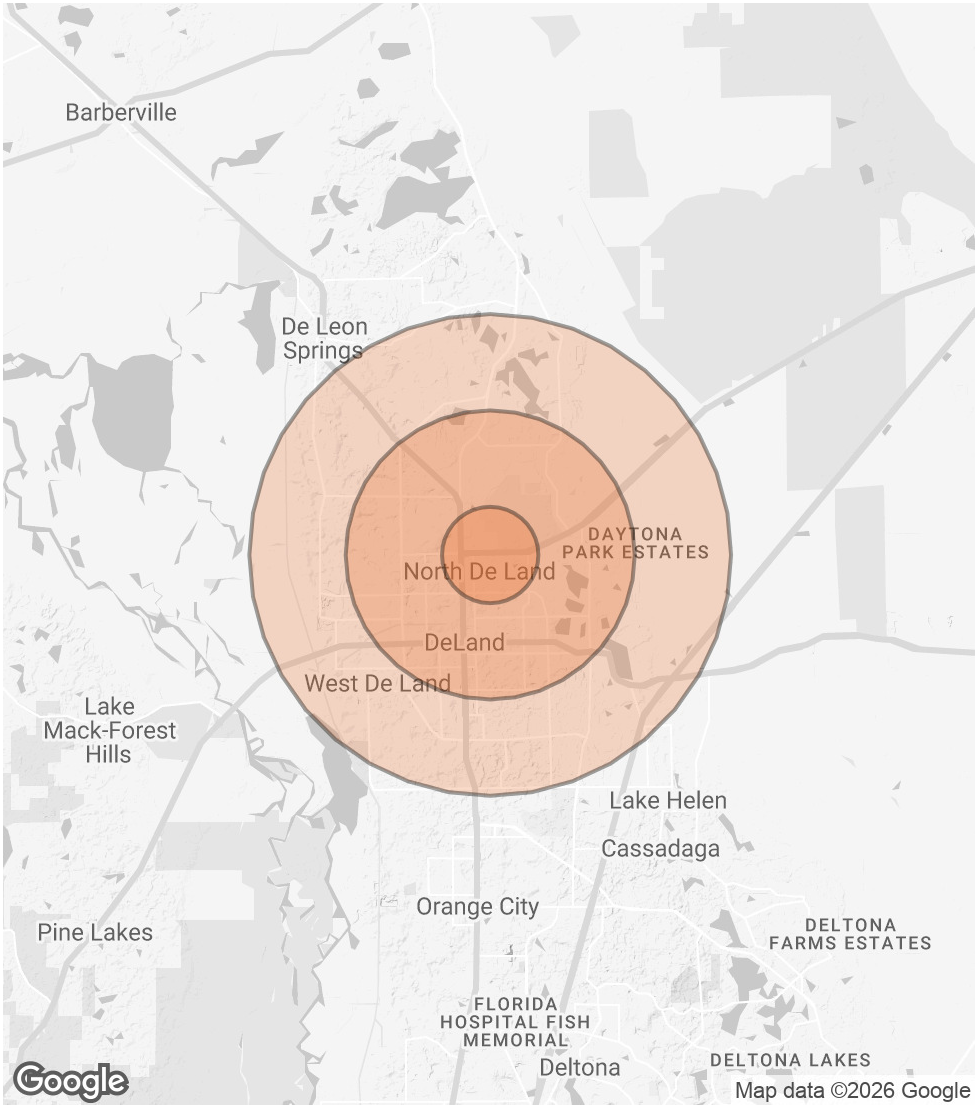 Barberville
De Leon
Springs
DAYTONA
PARK ESTATES
North De Land
DeLand
West De Land
Lake
Mack-Forest
Hills
Lake Helen
Cassadaga
Orange City
DELTONA
FARMS ESTATES
Pine Lakes
FLORIDA
HOSPITAL FISH
MEMORIAL
Deltona
DELTONA LAKES
Google
Map data ©2026 Google